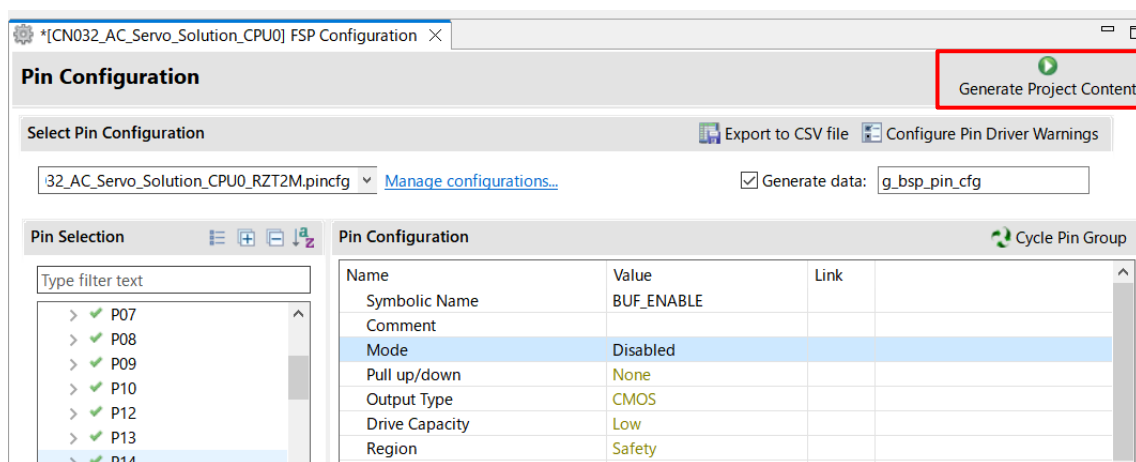 *[CN032_AC_Servo_Solution_CPU0] FSP Configuration
Pin Configuration
Generate Project Content
Select Pin Configuration
Export to CSV file
Configure Pin Driver Warnings
32_AC_Servo_Solution_CPU0_RZT2M.pincfg
Manage configurations...
Generate data:
g_bsp_pin_cfg
Pin Selection
Pin Configuration
Cycle Pin Group
Type filter text
P07
P08
P09
P10
P12
P13
P14
Name Value Link
Symbolic Name BUF_ENABLE
Comment
Mode Disabled
Pull up/down None
Output Type CMOS
Drive Capacity Low
Region Safety